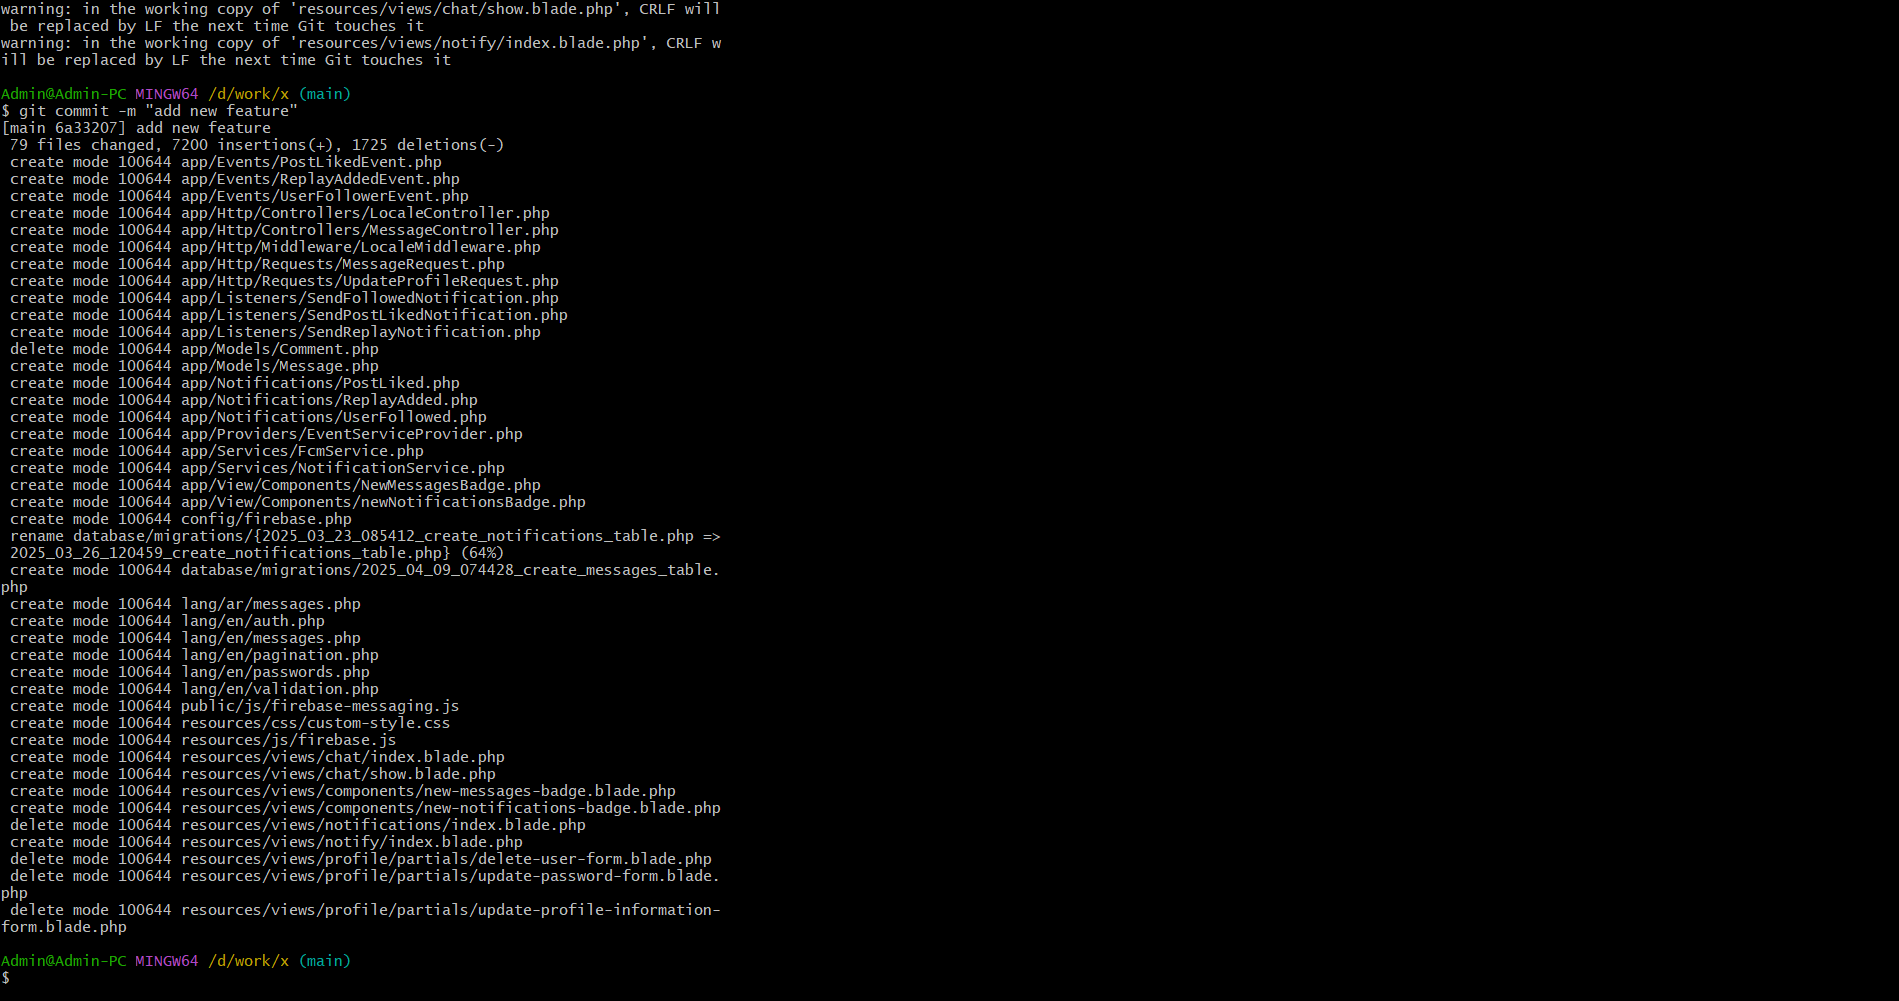 warning: in the working copy of 'resources/views/chat/show.blade.php', CRLF will
 be replaced by LF the next time Git touches it
warning: in the working copy of 'resources/views/notify/index.blade.php', CRLF w
ill be replaced by LF the next time Git touches it
Admin@Admin-PC MINGW64 /d/work/x (main)
$ git commit -m "add new feature"
[main 6a33207] add new feature
 79 files changed, 7200 insertions(+), 1725 deletions(-)
 create mode 100644 app/Events/PostLikedEvent.php
 create mode 100644 app/Events/ReplayAddedEvent.php
 create mode 100644 app/Events/UserFollowerEvent.php
 create mode 100644 app/Http/Controllers/LocaleController.php
 create mode 100644 app/Http/Controllers/MessageController.php
 create mode 100644 app/Http/Middleware/LocaleMiddleware.php
 create mode 100644 app/Http/Requests/MessageRequest.php
 create mode 100644 app/Http/Requests/UpdateProfileRequest.php
 create mode 100644 app/Listeners/SendFollowedNotification.php
 create mode 100644 app/Listeners/SendPostLikedNotification.php
 create mode 100644 app/Listeners/SendReplayNotification.php
 delete mode 100644 app/Models/Comment.php
 create mode 100644 app/Models/Message.php
 create mode 100644 app/Notifications/PostLiked.php
 create mode 100644 app/Notifications/ReplayAdded.php
 create mode 100644 app/Notifications/UserFollowed.php
 create mode 100644 app/Providers/EventServiceProvider.php
 create mode 100644 app/Services/FcmService.php
 create mode 100644 app/Services/NotificationService.php
 create mode 100644 app/View/Components/NewMessagesBadge.php
 create mode 100644 app/View/Components/newNotificationsBadge.php
 create mode 100644 config/firebase.php
 rename database/migrations/{2025_03_23_085412_create_notifications_table.php =>
 2025_03_26_120459_create_notifications_table.php} (64%)
 create mode 100644 database/migrations/2025_04_09_074428_create_messages_table.
php
 create mode 100644 lang/ar/messages.php
 create mode 100644 lang/en/auth.php
 create mode 100644 lang/en/messages.php
 create mode 100644 lang/en/pagination.php
 create mode 100644 lang/en/passwords.php
 create mode 100644 lang/en/validation.php
 create mode 100644 public/js/firebase-messaging.js
 create mode 100644 resources/css/custom-style.css
 create mode 100644 resources/js/firebase.js
 create mode 100644 resources/views/chat/index.blade.php
 create mode 100644 resources/views/chat/show.blade.php
 create mode 100644 resources/views/components/new-messages-badge.blade.php
 create mode 100644 resources/views/components/new-notifications-badge.blade.php
 delete mode 100644 resources/views/notifications/index.blade.php
 create mode 100644 resources/views/notify/index.blade.php
 delete mode 100644 resources/views/profile/partials/delete-user-form.blade.php
 delete mode 100644 resources/views/profile/partials/update-password-form.blade.
php
 delete mode 100644 resources/views/profile/partials/update-profile-information-
form.blade.php
Admin@Admin-PC MINGW64 /d/work/x (main)
$